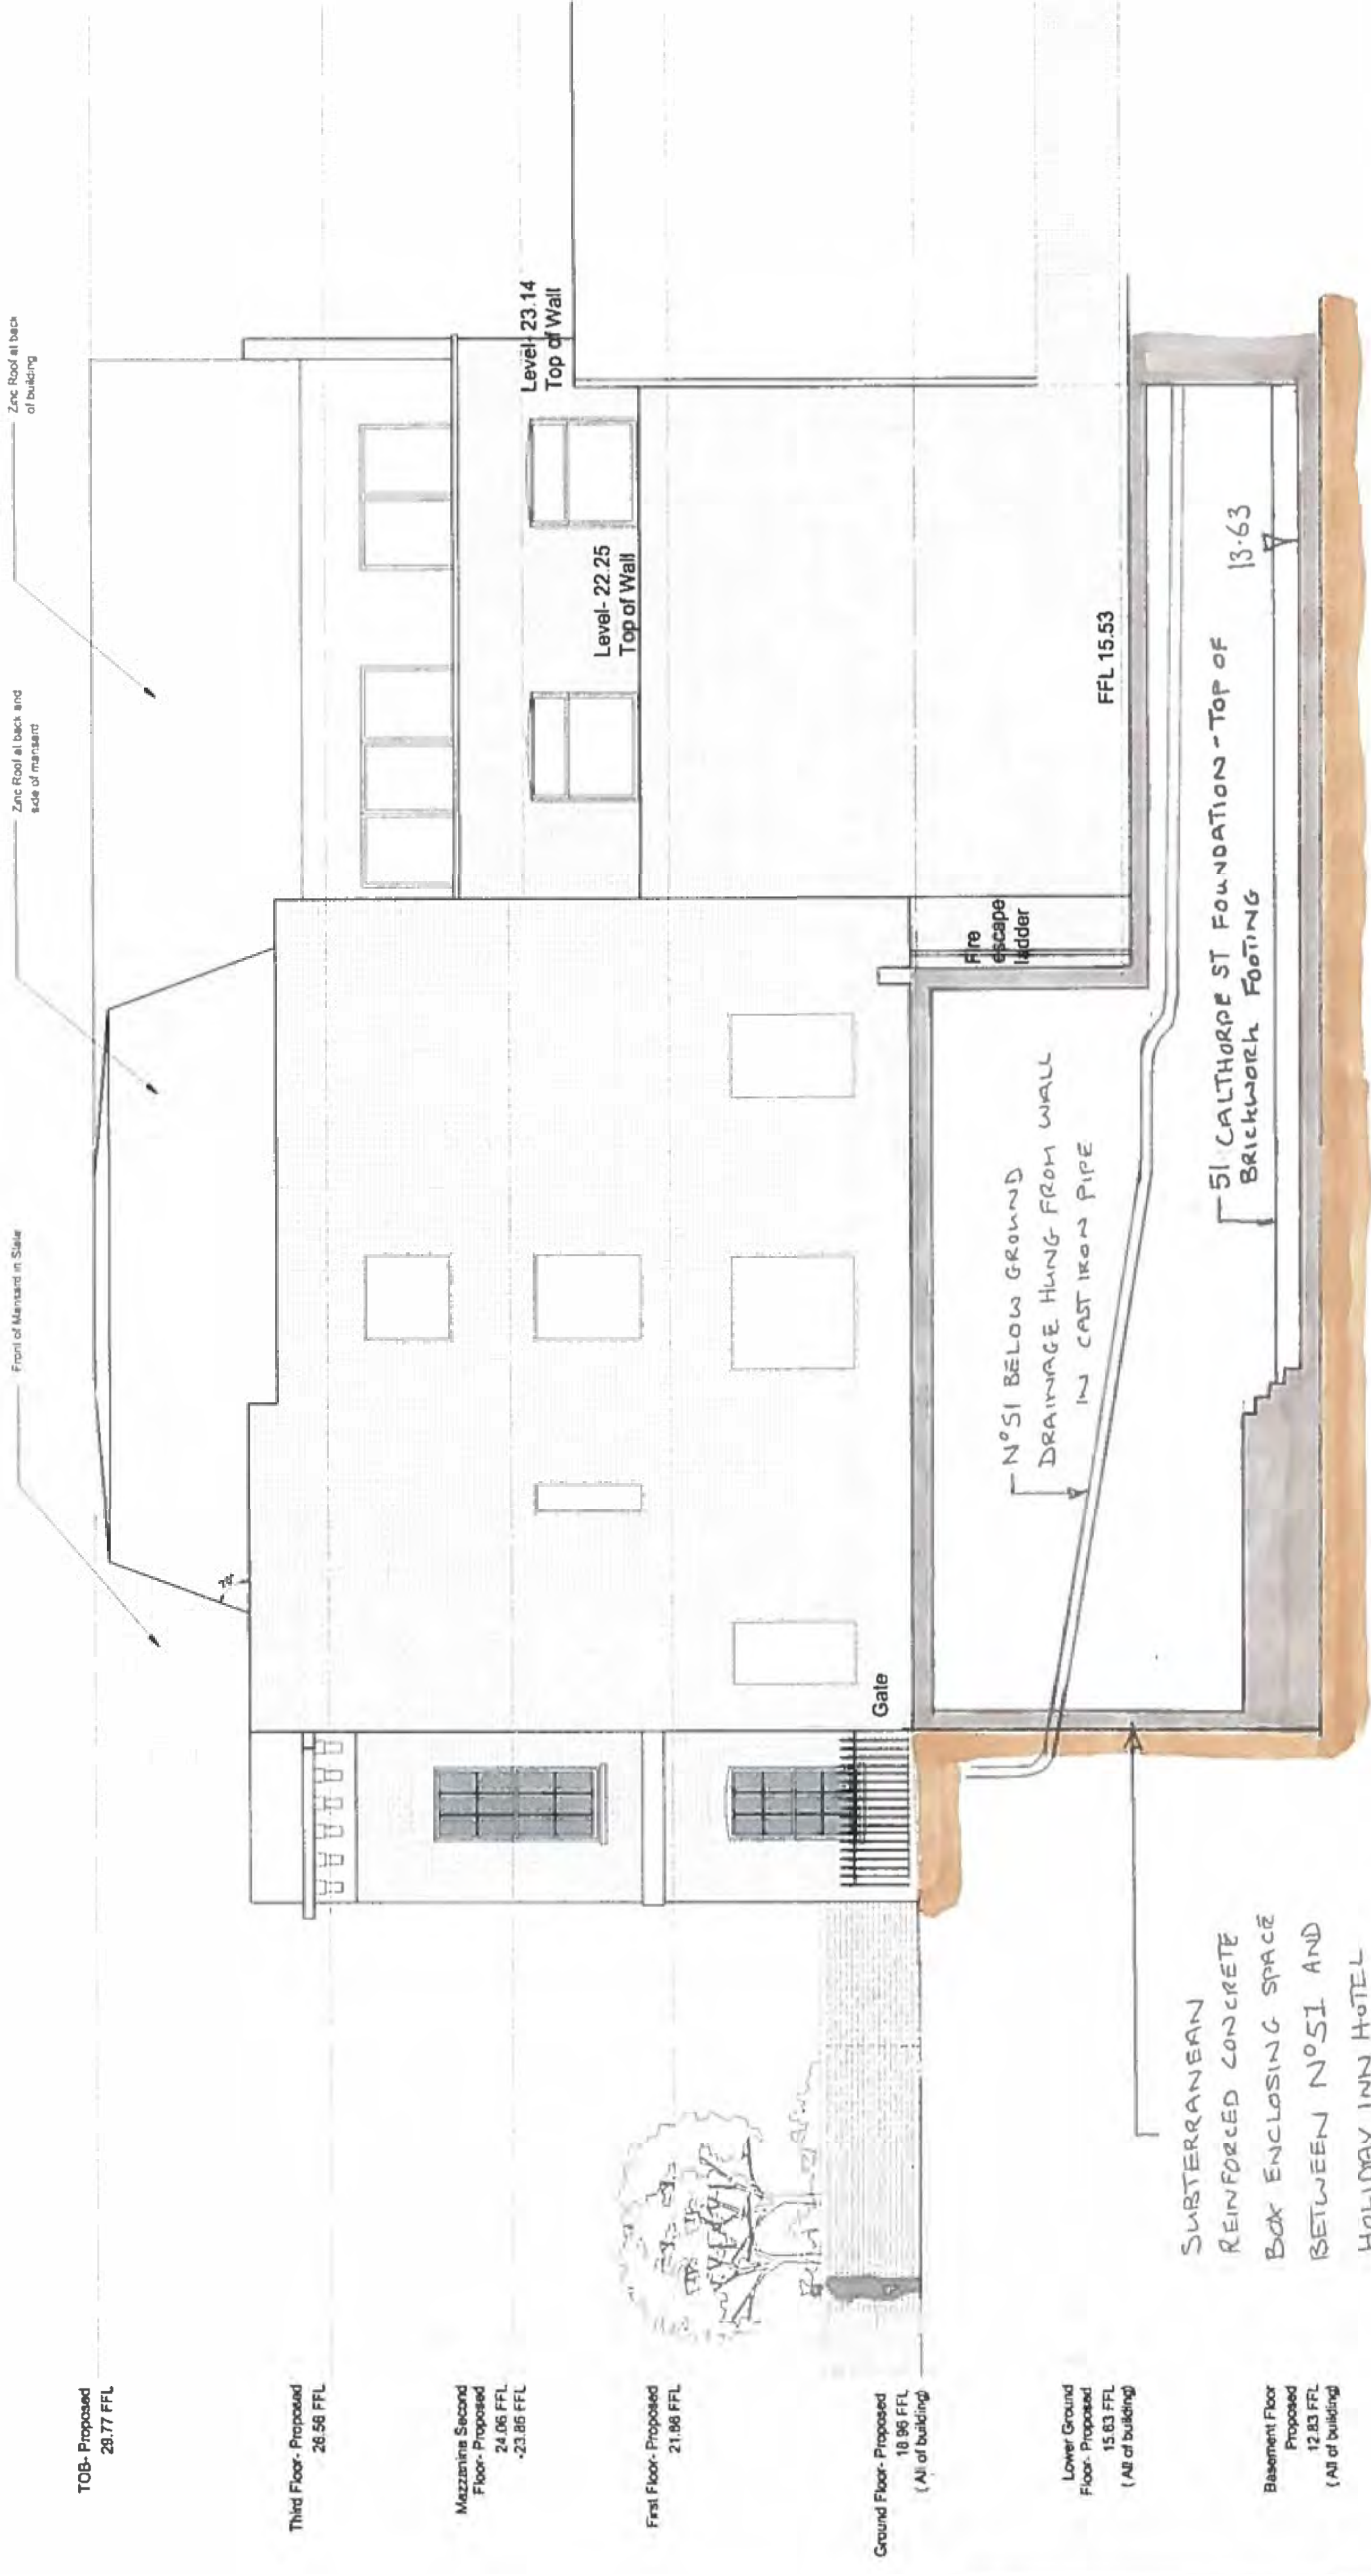 Front of Mansard in Slate
Zinc Roof at back and
side of mansard
Zinc Roof at back
of building
TOB- Proposed
29.77 FFL
Third Floor- Proposed
26.56 FFL
Mazzanine Second
Floor- Proposed
24.06 FFL
-23.85 FFL
First Floor- Proposed
21.66 FFL
Ground Floor- Proposed
18.96 FFL
( All of building)
Lower Ground
Floor- Proposed
15.63 FFL
( All of building)
Basement Floor
Proposed
12.83 FFL
( All of building)
Level- 23.14
Top of Wall
Level- 22.25
Top of Wall
Gate
Fire
escape
ladder
FFL 15.53
N°51 BELOW GROUND
DRAINAGE HUNG FROM WALL
IN CAST IRON PIPE
51 CALTHORPE ST FOUNDATION - TOP OF
BRICKWORK FOOTING
13.63
SUBTERRANEAN
REINFORCED CONCRETE
BOX ENCLOSING SPACE
BETWEEN N°51 AND
HOLIDAY INN HOTEL